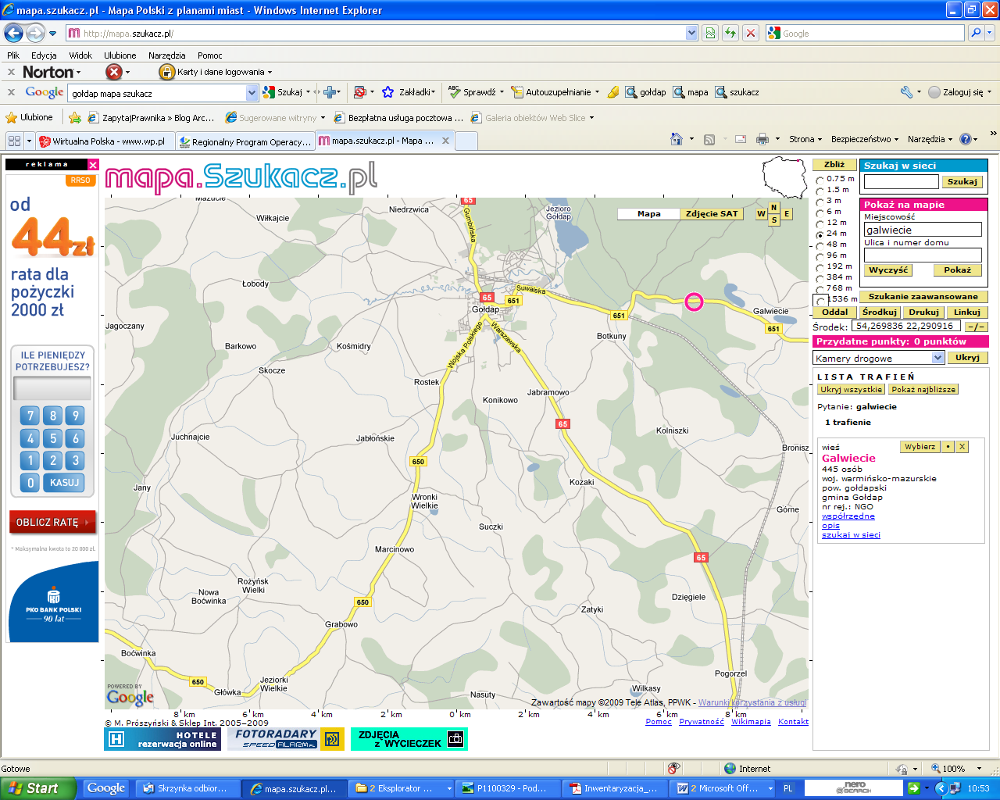 mapa.szukacz.pl - Mapa Polski z planami miast - Windows Internet Explorer
http://mapa.szukacz.pl/
Google
Plik Edycja Widok Ulubione Narzędzia Pomoc
x Norton Karty i dane logowania
x Google gołdap mapa szukacz Szukaj Zakładki Sprawdź Autouzupełnianie gołdap mapa szukacz Zaloguj się
Ulubione ZapytajPrawnika » Blog Arc... Sugerowane witryny Bezpłatna usługa pocztowa ... Galeria obiektów Web Slice
Wirtualna Polska - www.wp.pl Regionalny Program Operacy... mapa.szukacz.pl - Mapa ... Strona Bezpieczeństwo Narzędzia
reklama
RRSO
od
44zł
rata dla
pożyczki
2000 zł
ILE PIENIĘDZY
POTRZEBUJESZ?
7 8 9
4 5 6
1 2 3
0 KASUJ
OBLICZ RATĘ
* Maksymalna kwota to 20 000 zł.
PKO BANK POLSKI
90 lat
mapa.Szukacz.pl
Mapa Zdjęcie SAT
N
W E
S
Mazucie
Niedrzwica
65
Gumbińska
Jezioro
Gołdap
Wilkajcie
Łobody
Suwalska
65
651
Gołdap
651
Galwiecie
651
Jagoczany
Botkuny
Barkowo
Kośmidry
Wojska Polskiego
Warszawska
Skocze
Rostek
Jabramowo
Konikowo
65
Kolniszki
Juchnajcie
Jabłońskie
Bronisz
650
Kozaki
Jany
Wronki
Wielkie
Górne
Suczki
Marcinowo
65
Rożyńsk
Wielki
Nowa
Boćwinka
Dzięgiele
650
Zatyki
Grabowo
Boćwinka
Pogorzel
650
Jeziorki
Wielkie
Główka
Nasuty
Wilkasy
POWERED BY
Google
Zawartość mapy ©2009 Tele Atlas, PPWK - Warunki korzystania z usługi
8 km 6 km 4 km 2 km 0 km 2 km 4 km 6 km 8 km
© M. Prószyński & Sklep Int. 2005-2009
Pomoc Prywatność Wikimapia Kontakt
H HOTELE
rezerwacja online
FOTORADARY
SPEEDALARM.PL
ZDJĘCIA
z WYCIECZEK
Zbliż
0.75 m
1.5 m
3 m
6 m
12 m
24 m
48 m
96 m
192 m
384 m
768 m
1536 m
Szukaj w sieci
Szukaj
Pokaż na mapie
Miejscowość
galwiecie
Ulica i numer domu
Wyczyść Pokaż
Szukanie zaawansowane
Oddal Środkuj Drukuj Linkuj
Środek: 54,269836 22,290916 -/-
Przydatne punkty: 0 punktów
Kamery drogowe Ukryj
LISTA TRAFIEŃ
Ukryj wszystkie Pokaż najbliższe
Pytanie: galwiecie
1 trafienie
wieś Wybierz • X
Galwiecie
445 osób
woj. warmińsko-mazurskie
pow. gołdapski
gmina Gołdap
nr rej.: NGO
współrzędne
opis
szukaj w sieci
Gotowe Internet 100%
Start Google Skrzynka odbior... mapa.szukacz.pl... 2 Eksplorator P1100329 - Pod... Inwentaryzacja_... 2 Microsoft Off... PL nero SEARCH 10:53